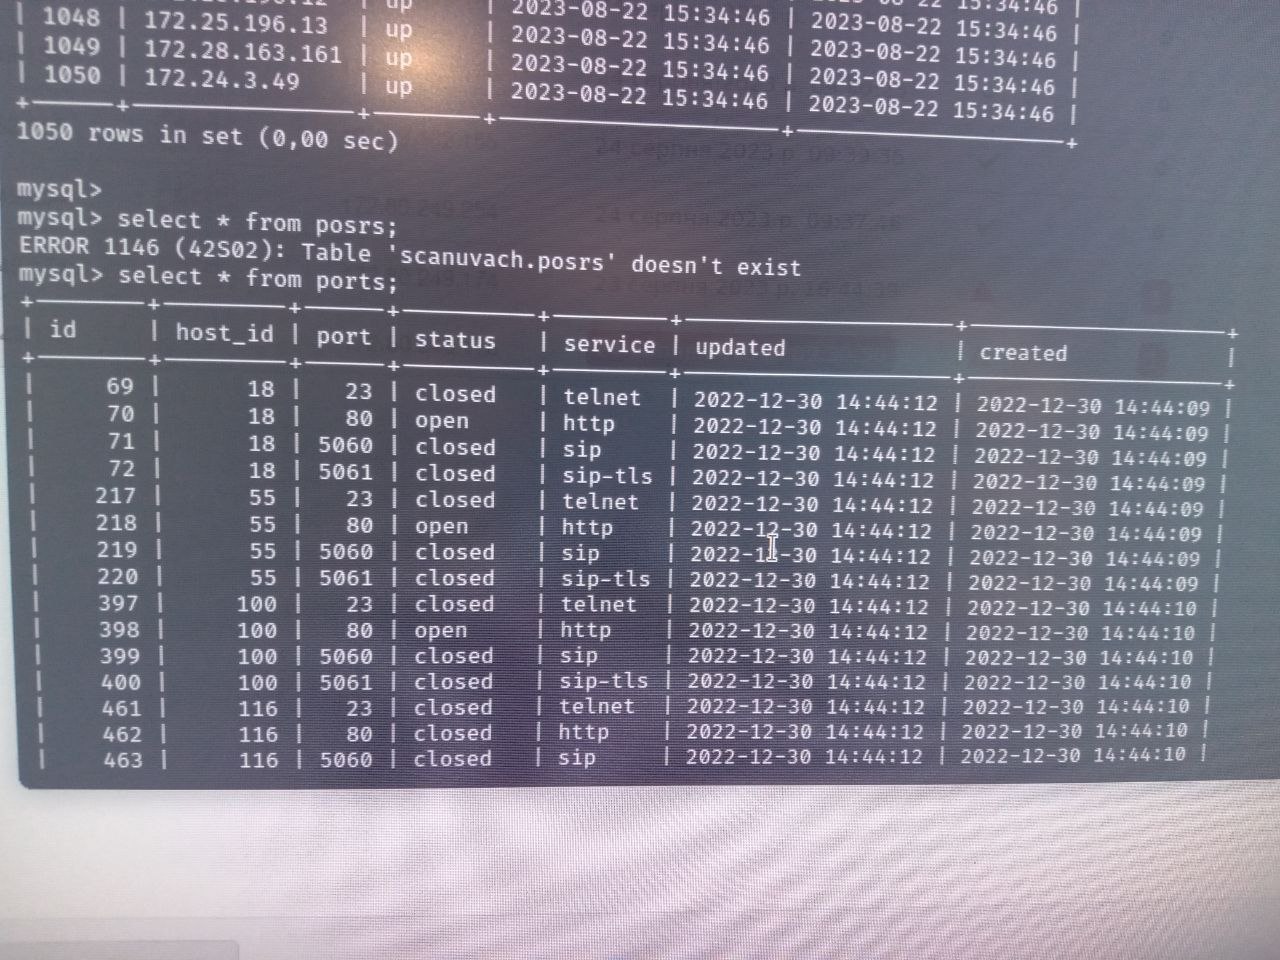 | 1048 | 172.25.196.13 | up | 2023-08-22 15:34:46 | 2023-08-22 15:34:46 |
| 1049 | 172.28.163.161 | up | 2023-08-22 15:34:46 | 2023-08-22 15:34:46 |
| 1050 | 172.24.3.49 | up | 2023-08-22 15:34:46 | 2023-08-22 15:34:46 |
1050 rows in set (0,00 sec)
mysql>
mysql> select * from posrs;
ERROR 1146 (42S02): Table 'scanuvach.posrs' doesn't exist
mysql> select * from ports;
| id | host_id | port | status | service | updated | created |
| 69 | 18 | 23 | closed | telnet | 2022-12-30 14:44:12 | 2022-12-30 14:44:09 |
| 70 | 18 | 80 | open | http | 2022-12-30 14:44:12 | 2022-12-30 14:44:09 |
| 71 | 18 | 5060 | closed | sip | 2022-12-30 14:44:12 | 2022-12-30 14:44:09 |
| 72 | 18 | 5061 | closed | sip-tls | 2022-12-30 14:44:12 | 2022-12-30 14:44:09 |
| 217 | 55 | 23 | closed | telnet | 2022-12-30 14:44:12 | 2022-12-30 14:44:09 |
| 218 | 55 | 80 | open | http | 2022-12-30 14:44:12 | 2022-12-30 14:44:09 |
| 219 | 55 | 5060 | closed | sip | 2022-12-30 14:44:12 | 2022-12-30 14:44:09 |
| 220 | 55 | 5061 | closed | sip-tls | 2022-12-30 14:44:12 | 2022-12-30 14:44:09 |
| 397 | 100 | 23 | closed | telnet | 2022-12-30 14:44:12 | 2022-12-30 14:44:10 |
| 398 | 100 | 80 | open | http | 2022-12-30 14:44:12 | 2022-12-30 14:44:10 |
| 399 | 100 | 5060 | closed | sip | 2022-12-30 14:44:12 | 2022-12-30 14:44:10 |
| 400 | 100 | 5061 | closed | sip-tls | 2022-12-30 14:44:12 | 2022-12-30 14:44:10 |
| 461 | 116 | 23 | closed | telnet | 2022-12-30 14:44:12 | 2022-12-30 14:44:10 |
| 462 | 116 | 80 | closed | http | 2022-12-30 14:44:12 | 2022-12-30 14:44:10 |
| 463 | 116 | 5060 | closed | sip | 2022-12-30 14:44:12 | 2022-12-30 14:44:10 |